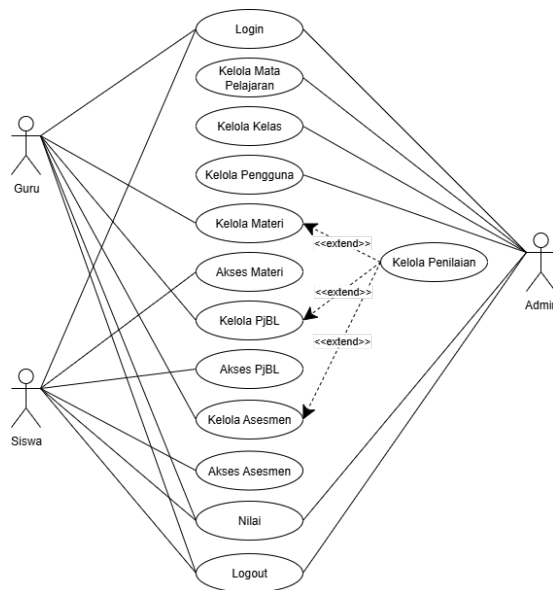 Login
Kelola Mata
Pelajaran
Kelola Kelas
Guru
Kelola Pengguna
Kelola Materi
<<extend>>
Kelola Penilaian
Akses Materi
<<extend>>
Admin
Kelola PjBL
<<extend>>
Akses PjBL
Siswa
Kelola Asesmen
Akses Asesmen
Nilai
Logout